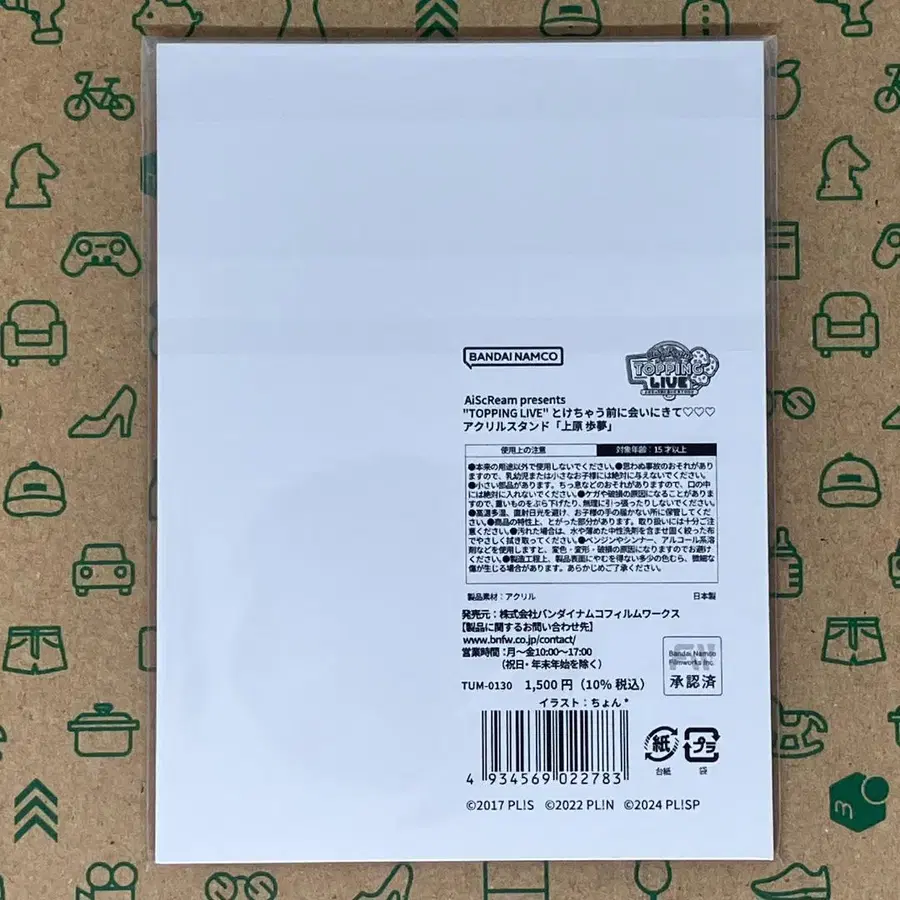 BANDAI NAMCO
TOPPING
LIVE
AiScReam presents
"TOPPING LIVE" とけちゃう前に会いにきて♡♡♡
アクリルスタンド「上原 歩夢」
使用上の注意
対象年齢：15才以上
●本来の用途以外で使用しないでください。●思わぬ事故のおそれがあり
ますので、乳幼児または小さなお子様には絶対に与えないでください。
●小さい部品があります。ちっ息などのおそれがありますので、口の中
には絶対に入れないでください。●ケガや破損の原因になることがありま
すので、重いものをぶら下げたり、無理に引っ張ったりしないでください。
●高温多湿、直射日光を避け、お子様の手の届かない所に保管してくださ
い。●商品の特性上、とがった部分があります。取り扱いには十分ご注
意ください。●汚れた場合は、水や薄めた中性洗剤を含ませ固く絞った布
でやさしく拭き取ってください。●ベンジンやシンナー、アルコール系溶
剤などを使用しますと、変色・変形・破損の原因になりますのでお避け
ください。●製造工程上、製品表面にやむを得ない多少の色むら、微細な
傷が生じる場合があります。あらかじめご了承ください。
製品素材：アクリル
日本製
発売元：株式会社バンダイナムコフィルムワークス
【製品に関するお問い合わせ先】
www.bnfw.co.jp/contact/
営業時間：月～金10:00～17:00
（祝日・年末年始を除く）
Bandai Namco
Filmworks Inc.
承認済
TUM-0130 1,500円（10% 税込）
イラスト：ちょん*
紙
台紙
プラ
袋
4 934569 022783
©2017 PL!S ©2022 PL!N ©2024 PL!SP
m